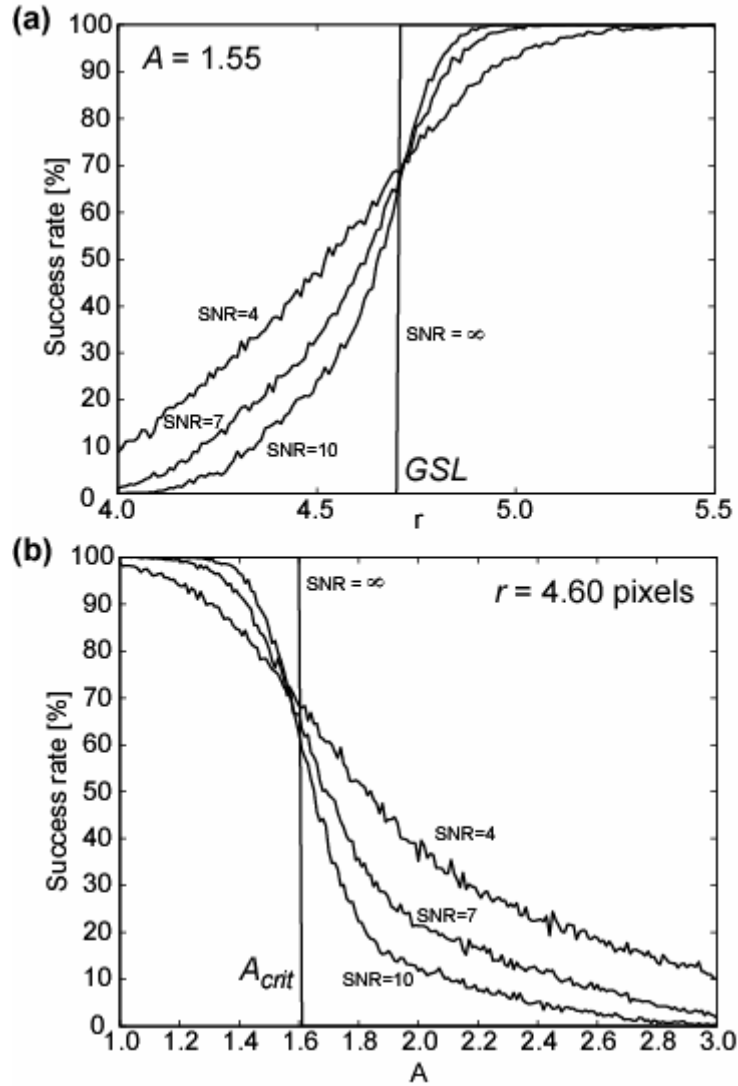 (a)
A = 1.55
Success rate [%]
100
90
80
70
60
50
40
30
20
10
0
SNR=4
SNR=7
SNR=10
SNR = ∞
GSL
4.0 4.5 5.0 5.5
r
(b)
r = 4.60 pixels
Success rate [%]
100
90
80
70
60
50
40
30
20
10
0
SNR = ∞
SNR=4
SNR=7
SNR=10
Acrit
1.0 1.2 1.4 1.6 1.8 2.0 2.2 2.4 2.6 2.8 3.0
A